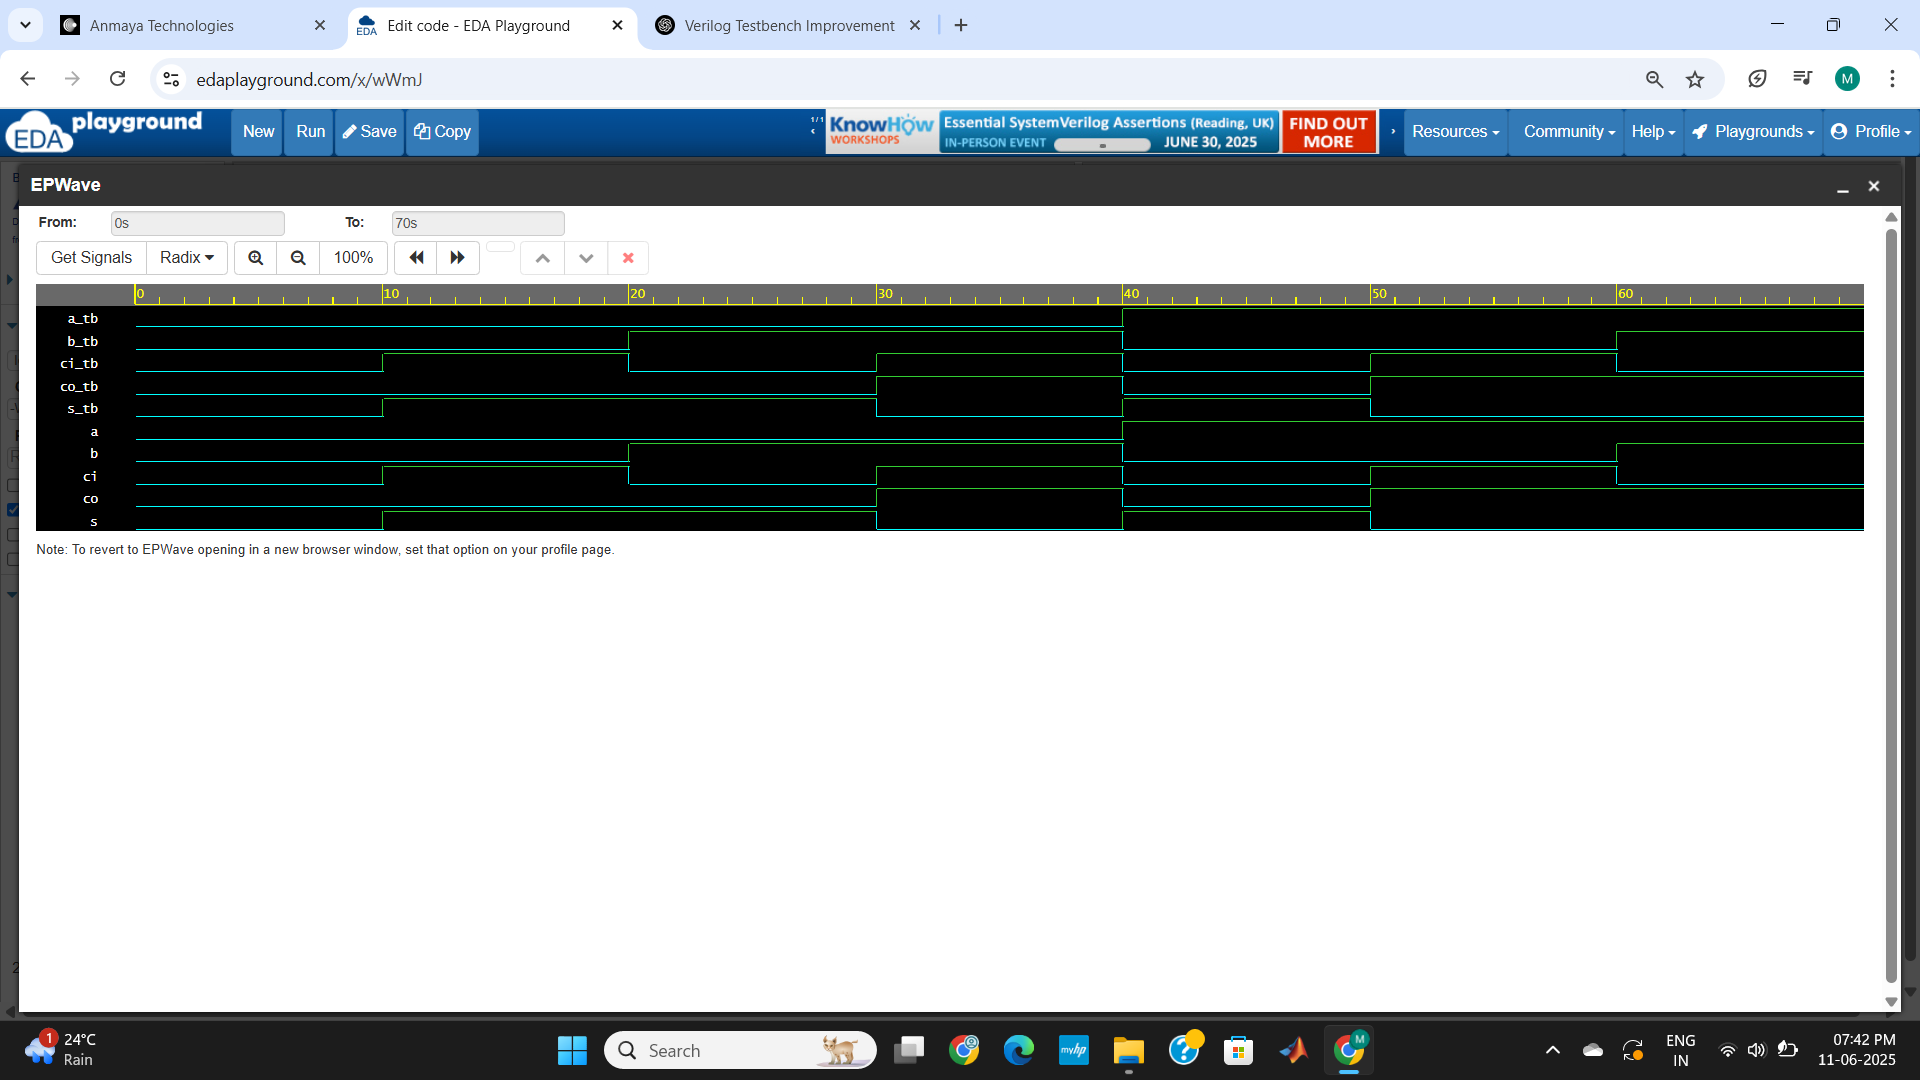 Anmaya Technologies
Edit code - EDA Playground
Verilog Testbench Improvement
edaplayground.com/x/wWmJ
M
EDA playground
New
Run
Save
Copy
1/1
KnowHow WORKSHOPS
Essential SystemVerilog Assertions (Reading, UK)
IN-PERSON EVENT
JUNE 30, 2025
FIND OUT MORE
Resources
Community
Help
Playgrounds
Profile
EPWave
From:
0s
To:
70s
Get Signals
Radix
100%
0 10 20 30 40 50 60
a_tb
b_tb
ci_tb
co_tb
s_tb
a
b
ci
co
s
Note: To revert to EPWave opening in a new browser window, set that option on your profile page.
1
24°C
Rain
Search
myhp
M
ENG
IN
07:42 PM
11-06-2025